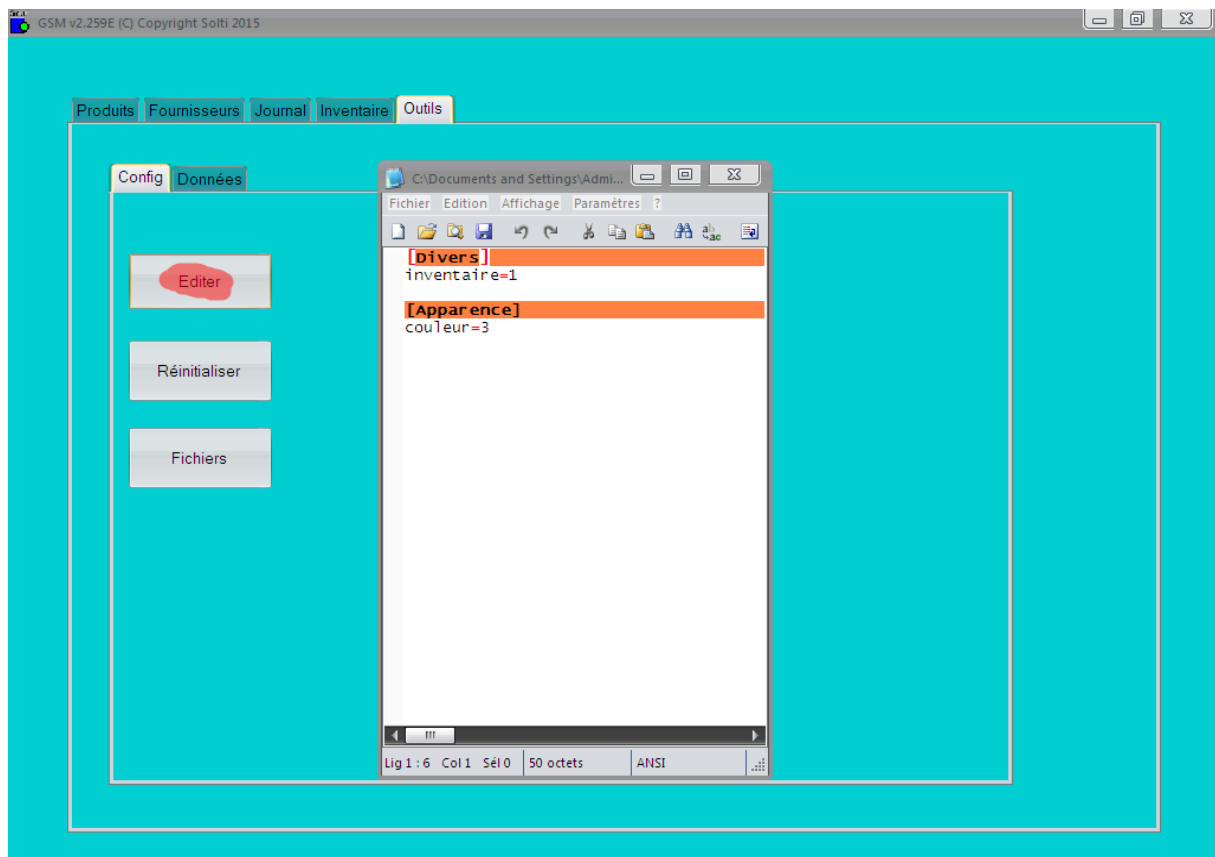 GSM v2.259E (C) Copyright Solti 2015
Produits Fournisseurs Journal Inventaire Outils
Config Données
Editer
Réinitialiser
Fichiers
C:\Documents and Settings\Admi...
Fichier Edition Affichage Paramètres ?
[Divers]
inventaire=1
[Apparence]
couleur=3
Lig 1 : 6 Col 1 Sél 0 50 octets ANSI